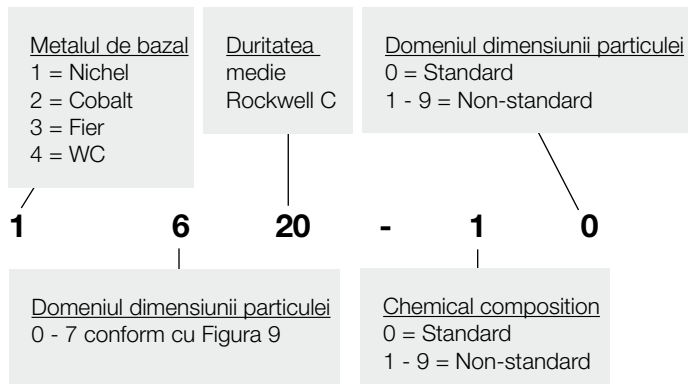 Metalul de bazal
1 = Nichel
2 = Cobalt
3 = Fier
4 = WC
Duritatea
medie
Rockwell C
Domeniul dimensiunii particulei
0 = Standard
1 - 9 = Non-standard
1 6 20 - 1 0
Domeniul dimensiunii particulei
0 - 7 conform cu Figura 9
Chemical composition
0 = Standard
1 - 9 = Non-standard